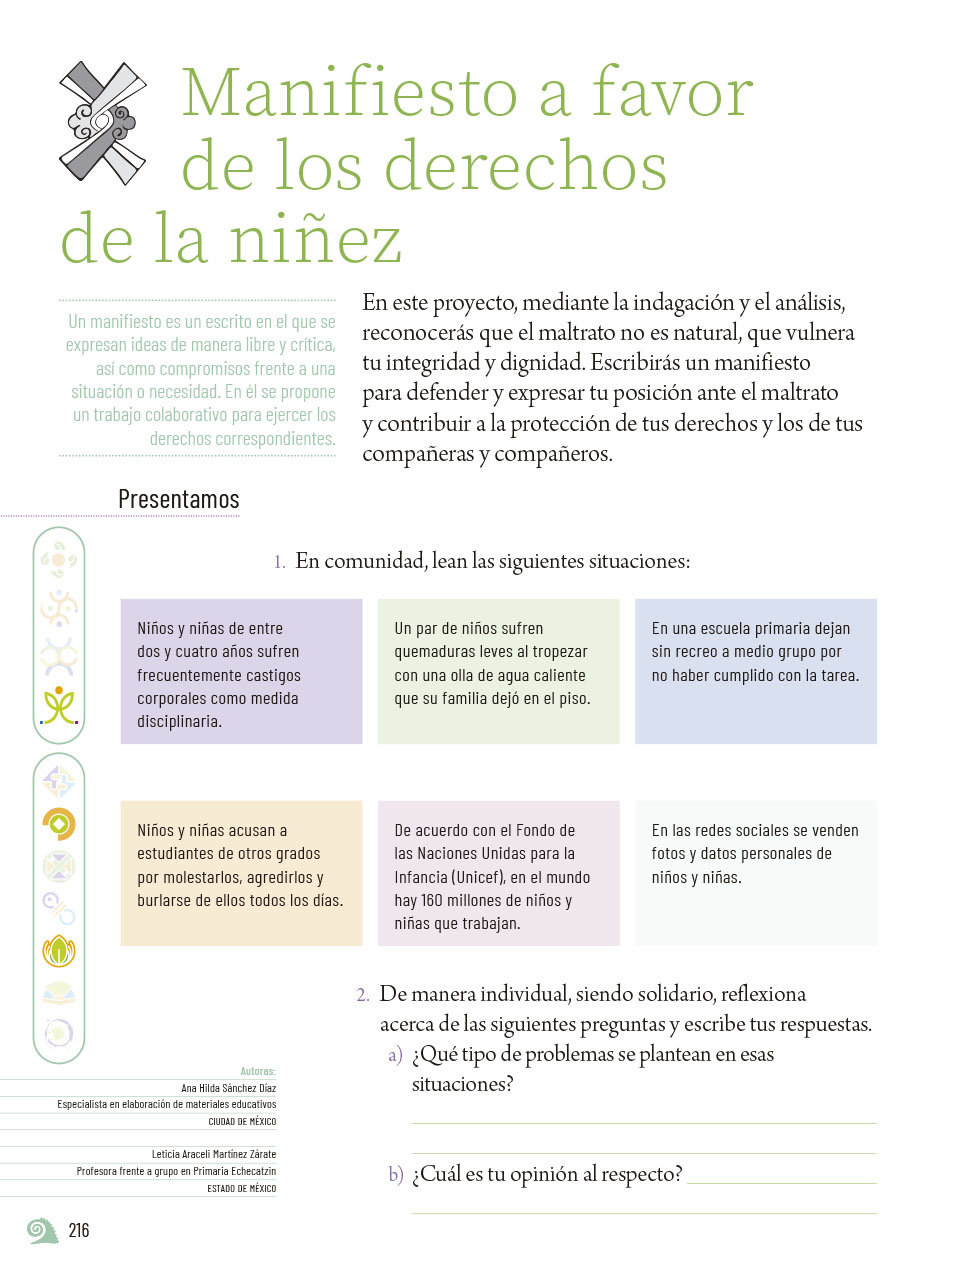 Manifiesto a favor
de los derechos
de la niñez
Un manifiesto es un escrito en el que se
expresan ideas de manera libre y crítica,
así como compromisos frente a una
situación o necesidad. En él se propone
un trabajo colaborativo para ejercer los
derechos correspondientes.
En este proyecto, mediante la indagación y el análisis,
reconocerás que el maltrato no es natural, que vulnera
tu integridad y dignidad. Escribirás un manifiesto
para defender y expresar tu posición ante el maltrato
y contribuir a la protección de tus derechos y los de tus
compañeras y compañeros.
Presentamos
1. En comunidad, lean las siguientes situaciones:
Niños y niñas de entre
dos y cuatro años sufren
frecuentemente castigos
corporales como medida
disciplinaria.
Un par de niños sufren
quemaduras leves al tropezar
con una olla de agua caliente
que su familia dejó en el piso.
En una escuela primaria dejan
sin recreo a medio grupo por
no haber cumplido con la tarea.
Niños y niñas acusan a
estudiantes de otros grados
por molestarlos, agredirlos y
burlarse de ellos todos los días.
De acuerdo con el Fondo de
las Naciones Unidas para la
Infancia (Unicef), en el mundo
hay 160 millones de niños y
niñas que trabajan.
En las redes sociales se venden
fotos y datos personales de
niños y niñas.
2. De manera individual, siendo solidario, reflexiona
acerca de las siguientes preguntas y escribe tus respuestas.
a) ¿Qué tipo de problemas se plantean en esas
situaciones?
b) ¿Cuál es tu opinión al respecto?
Autoras:
Ana Hilda Sánchez Díaz
Especialista en elaboración de materiales educativos
CIUDAD DE MÉXICO
Leticia Araceli Martínez Zárate
Profesora frente a grupo en Primaria Echecatzin
ESTADO DE MÉXICO
216